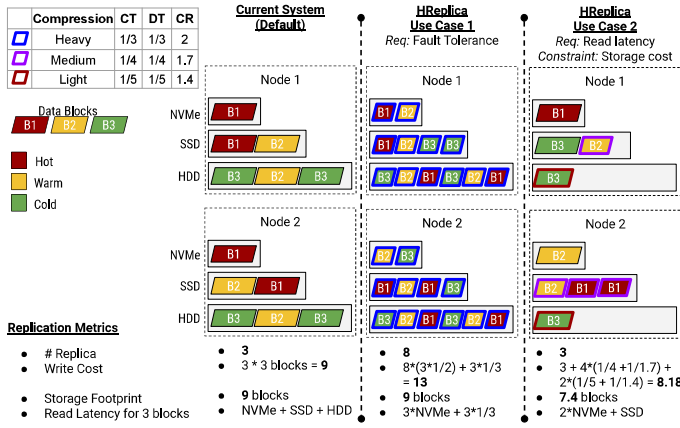 Compression CT DT CR
Heavy 1/3 1/3 2
Medium 1/4 1/4 1.7
Light 1/5 1/5 1.4
Data Blocks
B1 B2 B3
Hot
Warm
Cold
Replication Metrics
# Replica
Write Cost
Storage Footprint
Read Latency for 3 blocks
Current System
(Default)
Node 1
NVMe B1
SSD B1 B2
HDD B3 B2 B3
Node 2
NVMe B1
SSD B2 B1
HDD B3 B2 B3
3
3 * 3 blocks = 9
9 blocks
NVMe + SSD + HDD
HReplica
Use Case 1
Req: Fault Tolerance
Node 1
B1 B2
B1 B2 B3 B3
B3 B2 B1 B3 B2 B1
Node 2
B2 B3
B1 B2 B1 B3
B3 B2 B1 B3 B2 B1
8
8*(3*1/2) + 3*1/3
= 13
9 blocks
3*NVMe + 3*1/3
HReplica
Use Case 2
Req: Read latency
Constraint: Storage cost
Node 1
B1
B3 B2
B3
Node 2
B2
B2 B1 B1
B3
3
3 + 4*(1/4 +1/1.7) +
2*(1/5 + 1/1.4) = 8.18
7.4 blocks
2*NVMe + SSD